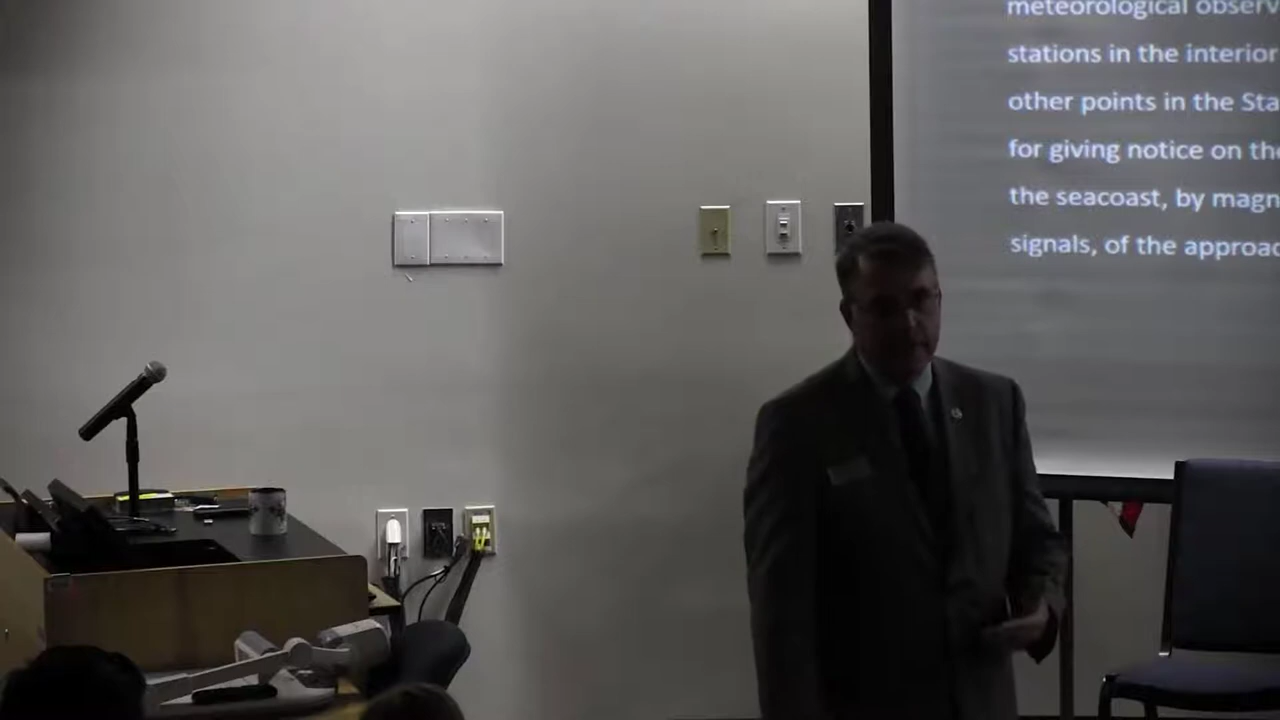 meteorological observ
stations in the interior
other points in the Sta
for giving notice on the
the seacoast, by magn
signals, of the approac